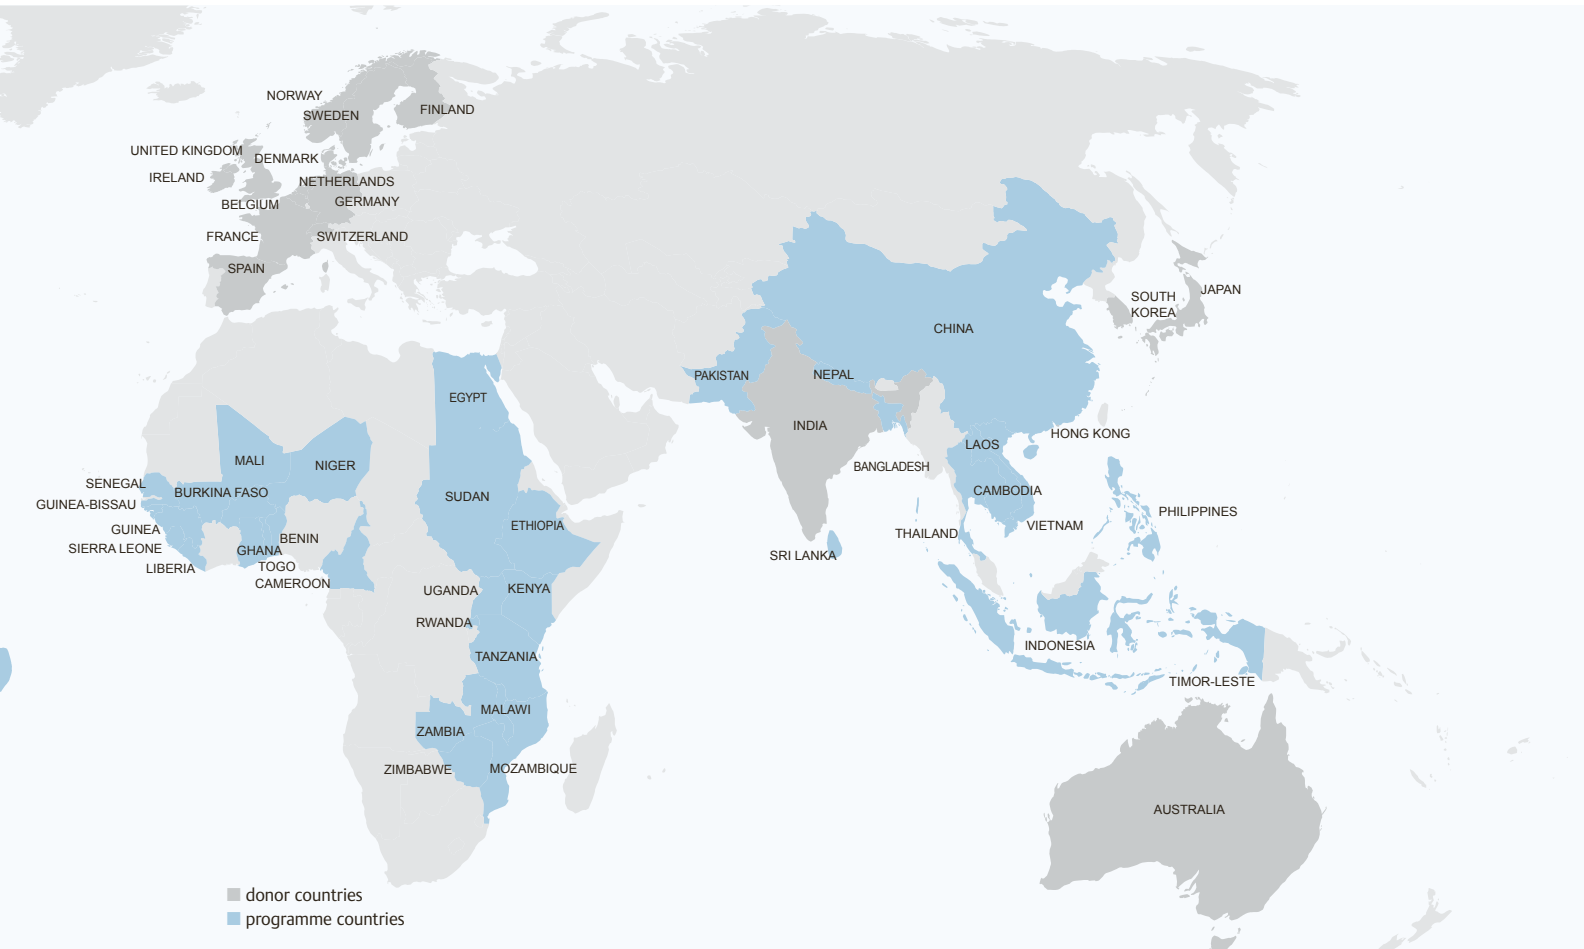 NORWAY
SWEDEN
FINLAND
UNITED KINGDOM
DENMARK
IRELAND
NETHERLANDS
BELGIUM
GERMANY
FRANCE
SWITZERLAND
SPAIN
JAPAN
SOUTH
KOREA
CHINA
PAKISTAN
NEPAL
EGYPT
INDIA
HONG KONG
LAOS
BANGLADESH
MALI
NIGER
SENEGAL
BURKINA FASO
SUDAN
CAMBODIA
GUINEA-BISSAU
PHILIPPINES
ETHIOPIA
VIETNAM
GUINEA
THAILAND
BENIN
SIERRA LEONE
GHANA
SRI LANKA
LIBERIA
TOGO
CAMEROON
UGANDA
KENYA
RWANDA
INDONESIA
TANZANIA
TIMOR-LESTE
MALAWI
ZAMBIA
ZIMBABWE
MOZAMBIQUE
AUSTRALIA
donor countries
programme countries